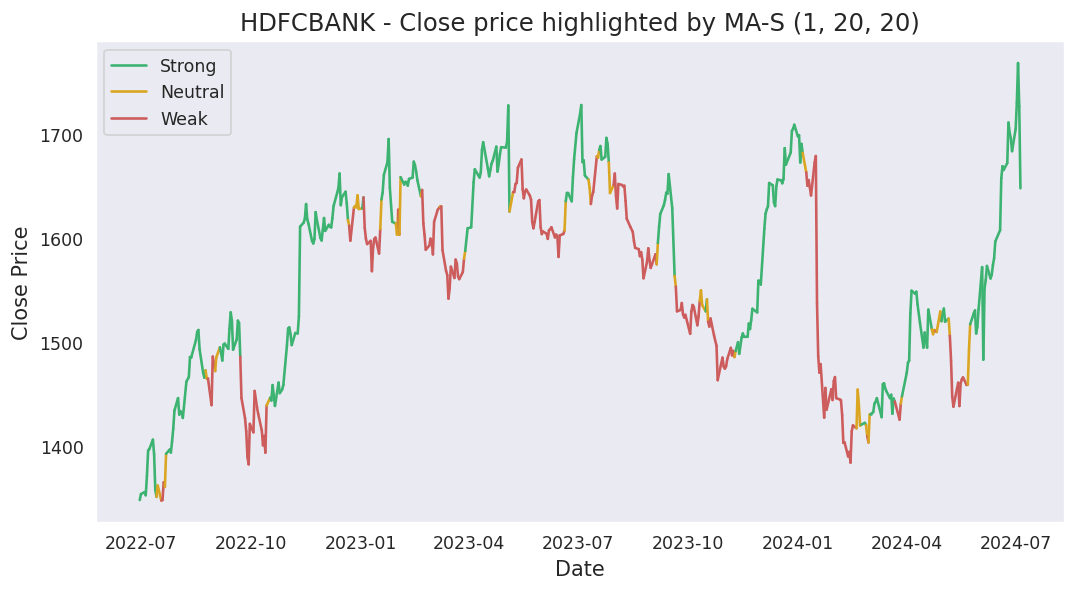 HDFCBANK - Close price highlighted by MA-S (1, 20, 20)
Strong
Neutral
Weak
Close Price
1700
1600
1500
1400
2022-07 2022-10 2023-01 2023-04 2023-07 2023-10 2024-01 2024-04 2024-07
Date